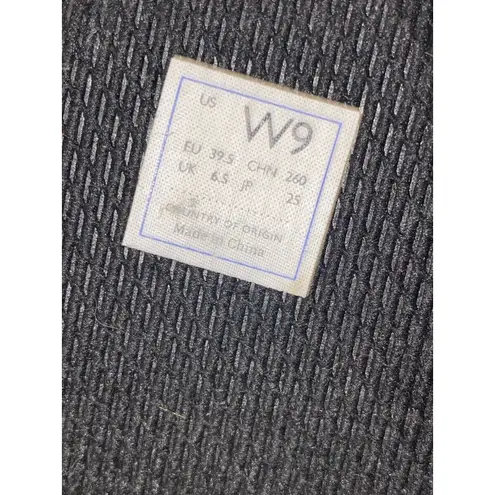 US W9
EU 39.5 CHN 260
UK 6.5 JP 25
COUNTRY OF ORIGIN
Made in China